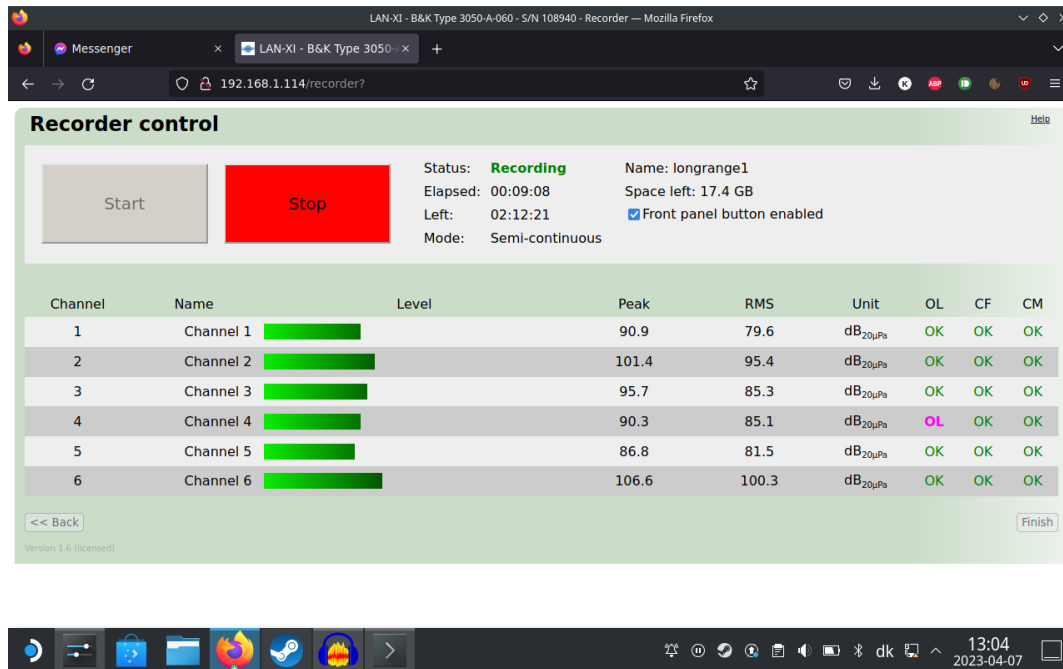 LAN-XI - B&K Type 3050-A-060 - S/N 108940 - Recorder — Mozilla Firefox
Messenger
LAN-XI - B&K Type 3050-
192.168.1.114/recorder?
Recorder control
Help
Start
Stop
Status: Recording
Elapsed: 00:09:08
Left: 02:12:21
Mode: Semi-continuous
Name: longrange1
Space left: 17.4 GB
Front panel button enabled
Channel Name Level Peak RMS Unit OL CF CM
1 Channel 1 90.9 79.6 dB20µPa OK OK OK
2 Channel 2 101.4 95.4 dB20µPa OK OK OK
3 Channel 3 95.7 85.3 dB20µPa OK OK OK
4 Channel 4 90.3 85.1 dB20µPa OL OK OK
5 Channel 5 86.8 81.5 dB20µPa OK OK OK
6 Channel 6 106.6 100.3 dB20µPa OK OK OK
<< Back
Finish
Version 1.6 (licensed)
dk
13:04
2023-04-07